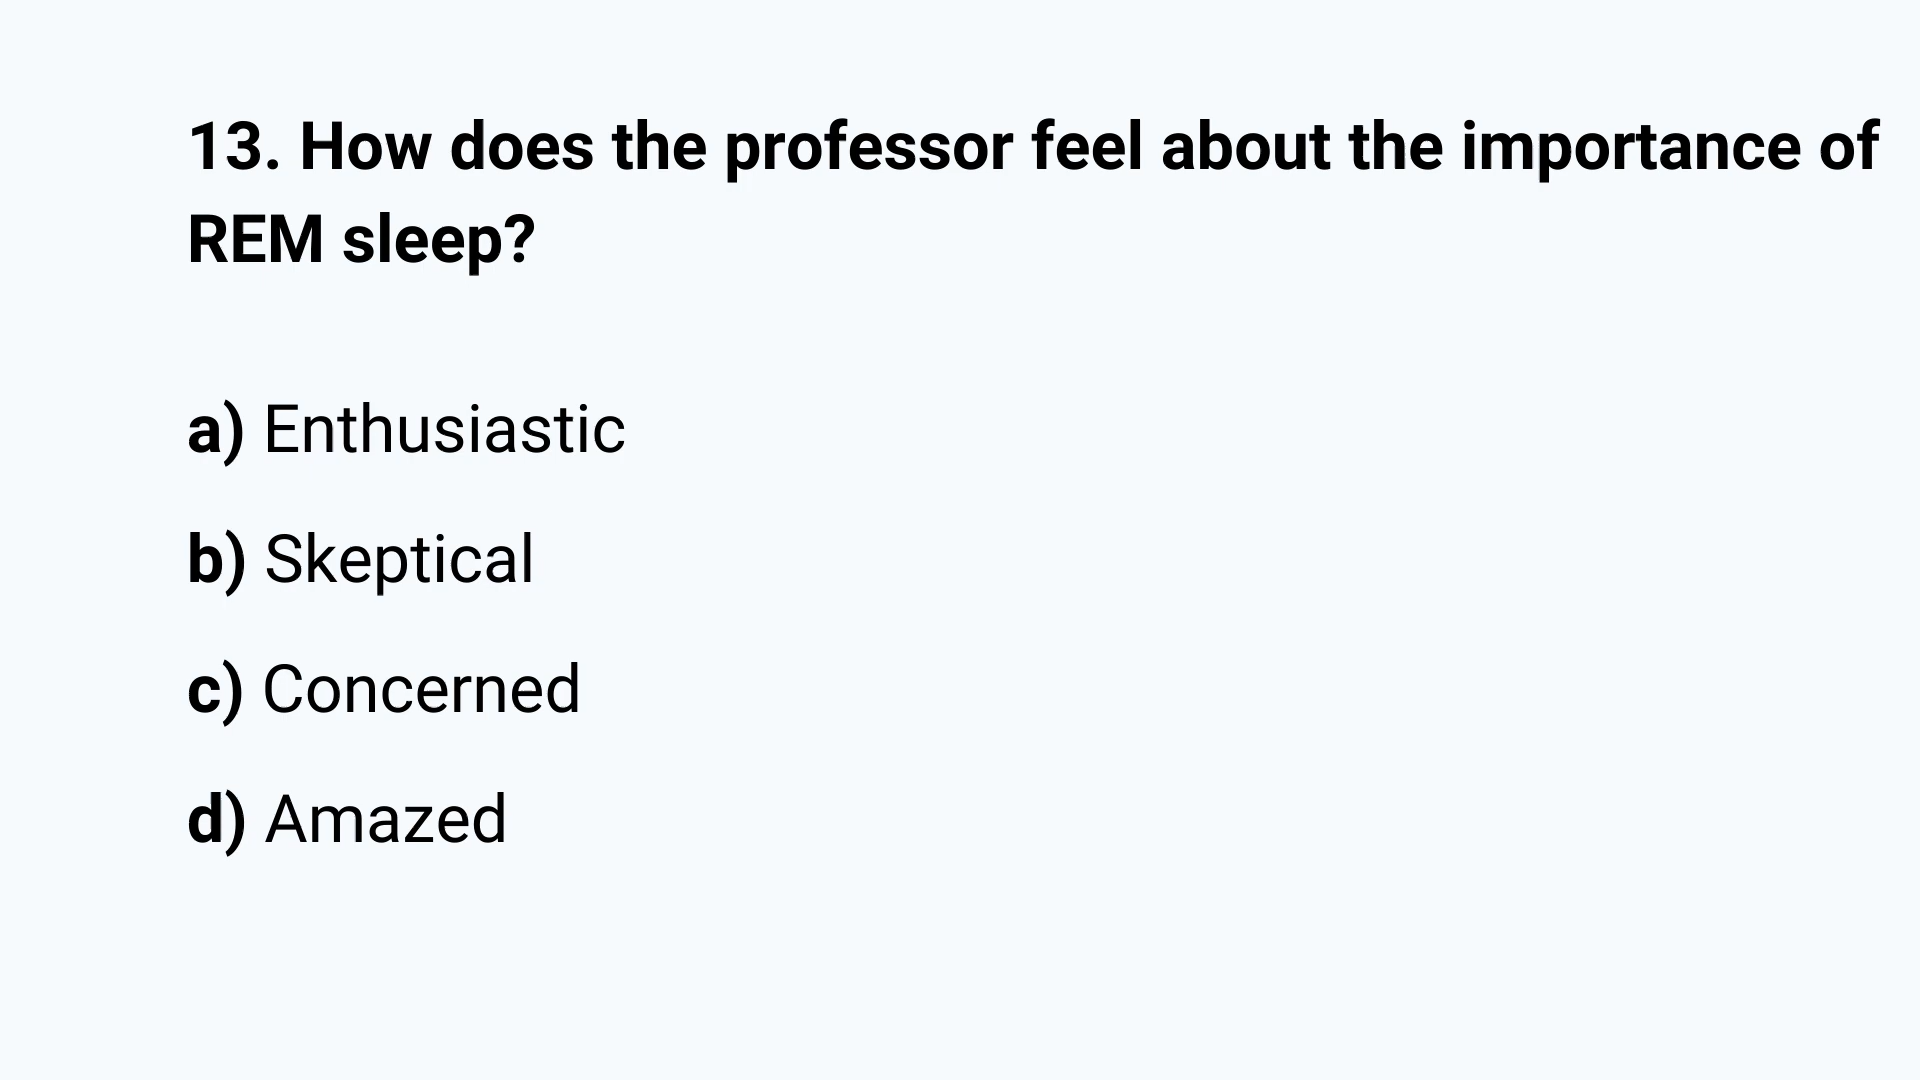 13. How does the professor feel about the importance of
REM sleep?
a) Enthusiastic
b) Skeptical
c) Concerned
d) Amazed